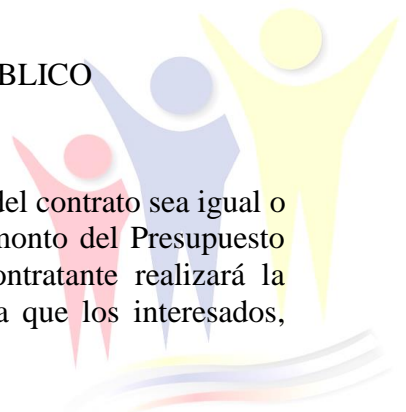 BLICO
del contrato sea igual o
monto del Presupuesto
ontratante realizará la
a que los interesados,